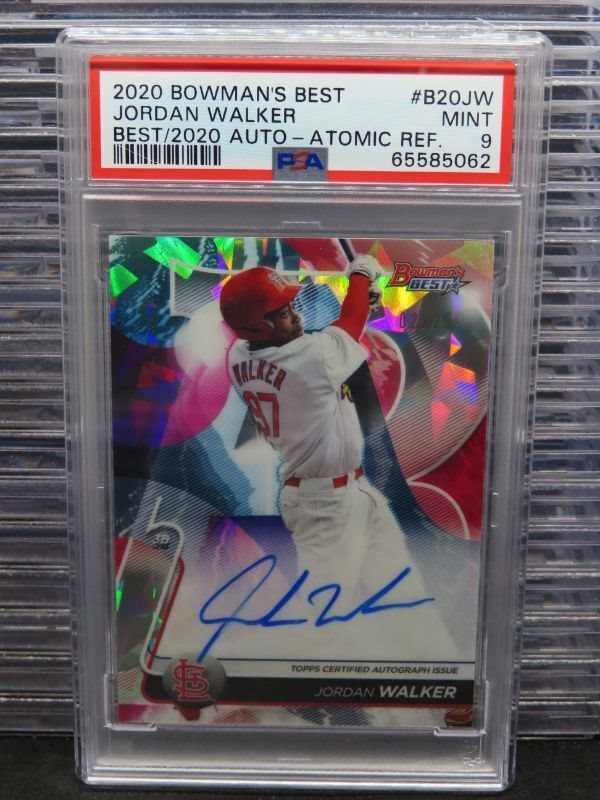 2020 BOWMAN'S BEST #B20JW
JORDAN WALKER MINT
BEST/2020 AUTO – ATOMIC REF. 9
65585062
PSA
Bowman's
BEST
WALKER
97
3B
TOPPS CERTIFIED AUTOGRAPH ISSUE
JORDAN WALKER